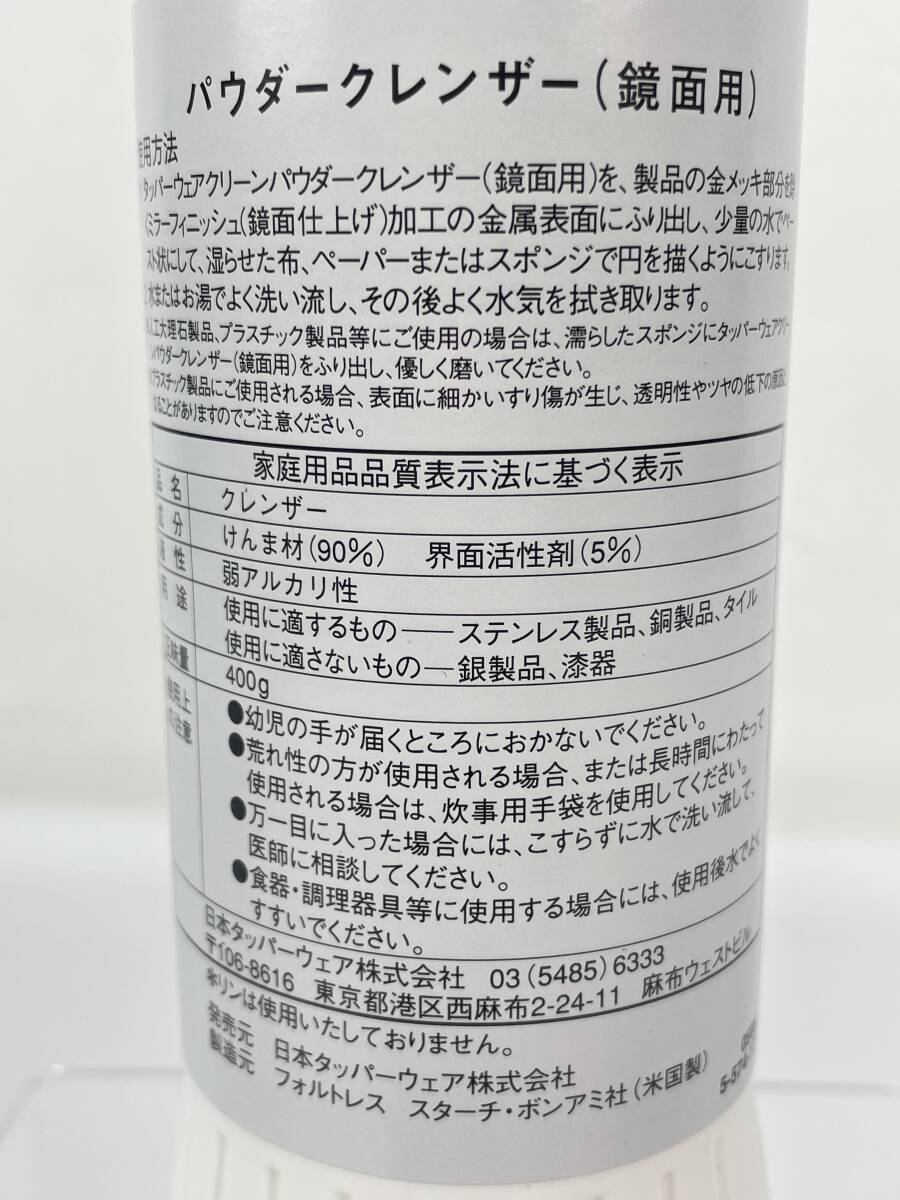 パウダークレンザー(鏡面用)
使用方法
タッパーウェアクリーンパウダークレンザー(鏡面用)を、製品の金メッキ部分を除
くミラーフィニッシュ(鏡面仕上げ)加工の金属表面にふり出し、少量の水でペー
スト状にして、湿らせた布、ペーパーまたはスポンジで円を描くようにこすります。
水またはお湯でよく洗い流し、その後よく水気を拭き取ります。
人工大理石製品、プラスチック製品等にご使用の場合は、濡らしたスポンジにタッパーウェアクリー
ンパウダークレンザー(鏡面用)をふり出し、優しく磨いてください。
プラスチック製品にご使用される場合、表面に細かいすり傷が生じ、透明性やツヤの低下の原因に
なることがありますのでご注意ください。
家庭用品品質表示法に基づく表示
品名 クレンザー
成分 けんま材(90%) 界面活性剤(5%)
液性 弱アルカリ性
用途 使用に適するもの――ステンレス製品、銅製品、タイル
使用に適さないもの―銀製品、漆器
正味量 400g
使用上の注意 ●幼児の手が届くところにおかないでください。
●荒れ性の方が使用される場合、または長時間にわたって
使用される場合は、炊事用手袋を使用してください。
●万一目に入った場合には、こすらずに水で洗い流して、
医師に相談してください。
●食器・調理器具等に使用する場合には、使用後水でよく
すすいでください。
日本タッパーウェア株式会社 03(5485)6333
〒106-8616 東京都港区西麻布2-24-11 麻布ウェストビル
※リンは使用いたしておりません。
発売元 日本タッパーウェア株式会社
製造元 フォルトレス スターチ・ボンアミ社(米国製)